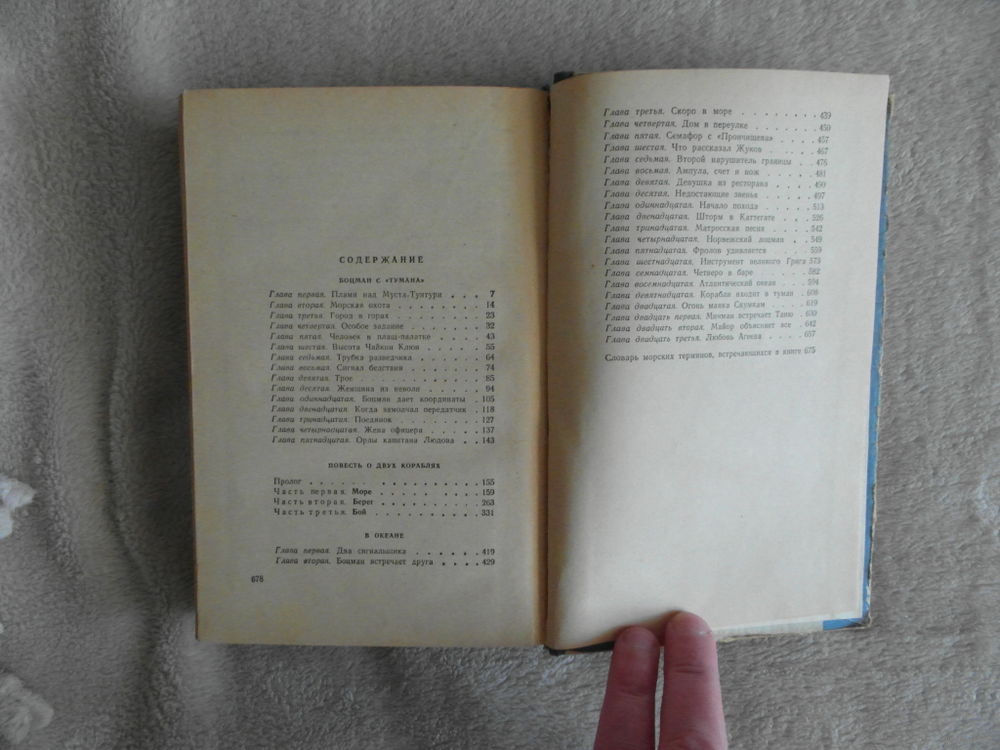 СОДЕРЖАНИЕ
БОЦМАН С «ТУМАНА»
Глава первая. Пламя над Муста-Тунтури . . . 7
Глава вторая. Морская охота . . . . . . . 14
Глава третья. Город в горах . . . . . . . 23
Глава четвертая. Особое задание . . . . . . 32
Глава пятая. Человек в плащ-палатке . . . . 43
Глава шестая. Высота Чайкин Клюв . . . . . 55
Глава седьмая. Трубка разведчика . . . . . 64
Глава восьмая. Сигнал бедствия . . . . . . 74
Глава девятая. Трое . . . . . . . . . . 85
Глава десятая. Женщина из неволи . . . . . 94
Глава одиннадцатая. Боцман дает координаты . 105
Глава двенадцатая. Когда замолчал передатчик . 118
Глава тринадцатая. Поединок . . . . . . . 127
Глава четырнадцатая. Жена офицера . . . . . 137
Глава пятнадцатая. Орлы капитана Людова . . 143
ПОВЕСТЬ О ДВУХ КОРАБЛЯХ
Пролог . . . . . . . . . . . . . . 155
Часть первая. Море . . . . . . . . . . 159
Часть вторая. Берег . . . . . . . . . . 263
Часть третья. Бой . . . . . . . . . . . 331
В ОКЕАНЕ
Глава первая. Два сигнальщика . . . . . . 419
Глава вторая. Боцман встречает друга . . . . 429
678
Глава третья. Скоро в море . . . . . . . . 439
Глава четвертая. Дом в переулке . . . . . . 450
Глава пятая. Семафор с «Прончищева» . . . . 457
Глава шестая. Что рассказал Жуков . . . . . 467
Глава седьмая. Второй нарушитель границы . . 476
Глава восьмая. Ампула, счет и нож . . . . . 481
Глава девятая. Девушка из ресторана . . . . 490
Глава десятая. Недостающие звенья . . . . . 497
Глава одиннадцатая. Начало похода . . . . . 513
Глава двенадцатая. Шторм в Каттегате . . . 526
Глава тринадцатая. Матросская песня . . . . 542
Глава четырнадцатая. Норвежский лоцман . . 549
Глава пятнадцатая. Фролов удивляется . . . . 559
Глава шестнадцатая. Инструмент великого Грига 573
Глава семнадцатая. Четверо в баре . . . . . 582
Глава восемнадцатая. Атлантический океан . . 594
Глава девятнадцатая. Корабли входят в туман . 608
Глава двадцатая. Огонь маяка Скумкам . . . 619
Глава двадцать первая. Мичман встречает Таню . 630
Глава двадцать вторая. Майор объясняет все . 642
Глава двадцать третья. Любовь Агеева . . . . 657
Словарь морских терминов, встречающихся в книге 675